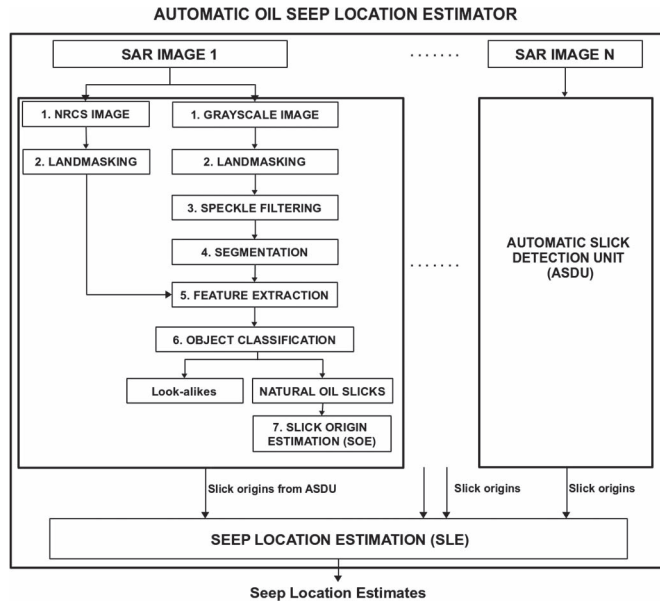 AUTOMATIC OIL SEEP LOCATION ESTIMATOR
SAR IMAGE 1
.......
SAR IMAGE N
1. NRCS IMAGE
1. GRAYSCALE IMAGE
2. LANDMASKING
2. LANDMASKING
3. SPECKLE FILTERING
4. SEGMENTATION
5. FEATURE EXTRACTION
6. OBJECT CLASSIFICATION
Look-alikes
NATURAL OIL SLICKS
7. SLICK ORIGIN
ESTIMATION (SOE)
.......
AUTOMATIC SLICK
DETECTION UNIT
(ASDU)
Slick origins from ASDU
Slick origins
Slick origins
SEEP LOCATION ESTIMATION (SLE)
Seep Location Estimates